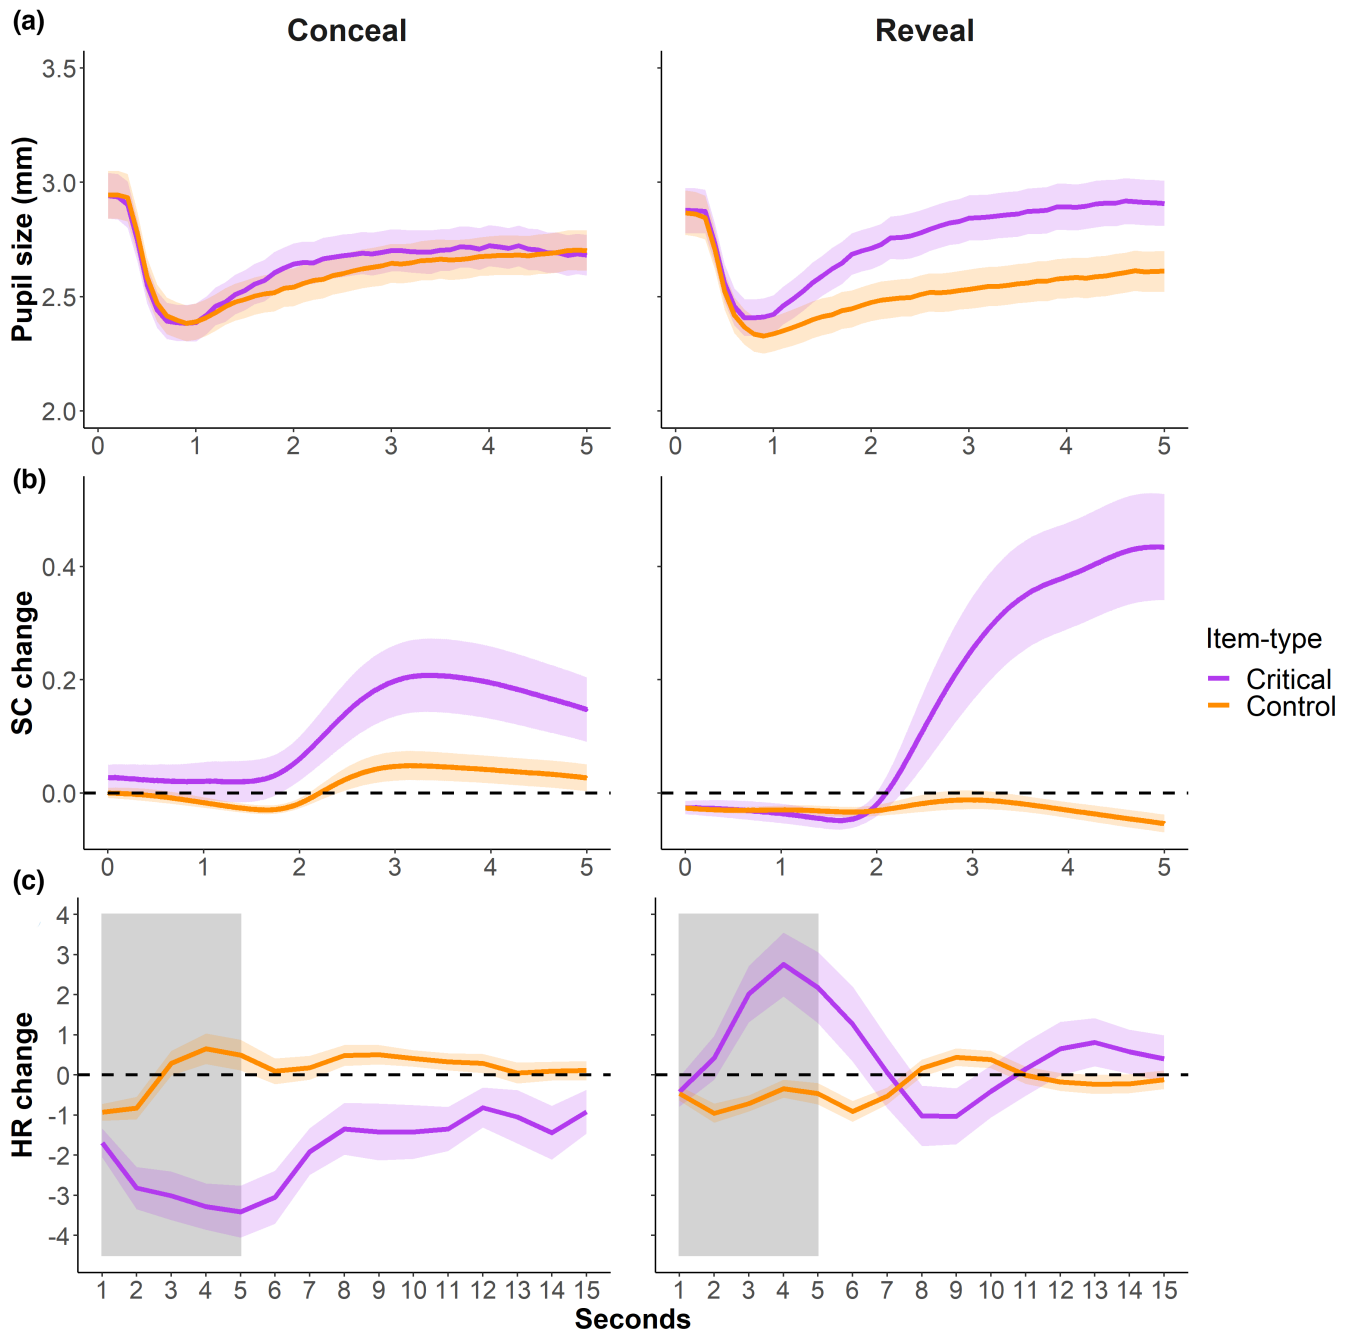 (a)
Conceal
Reveal
Pupil size (mm)
3.5
3.0
2.5
2.0
0 1 2 3 4 5
0 1 2 3 4 5
(b)
SC change
0.4
0.2
0.0
0 1 2 3 4 5
0 1 2 3 4 5
Item-type
Critical
Control
(c)
HR change
4
3
2
1
0
-1
-2
-3
-4
1 2 3 4 5 6 7 8 9 10 11 12 13 14 15
1 2 3 4 5 6 7 8 9 10 11 12 13 14 15
Seconds